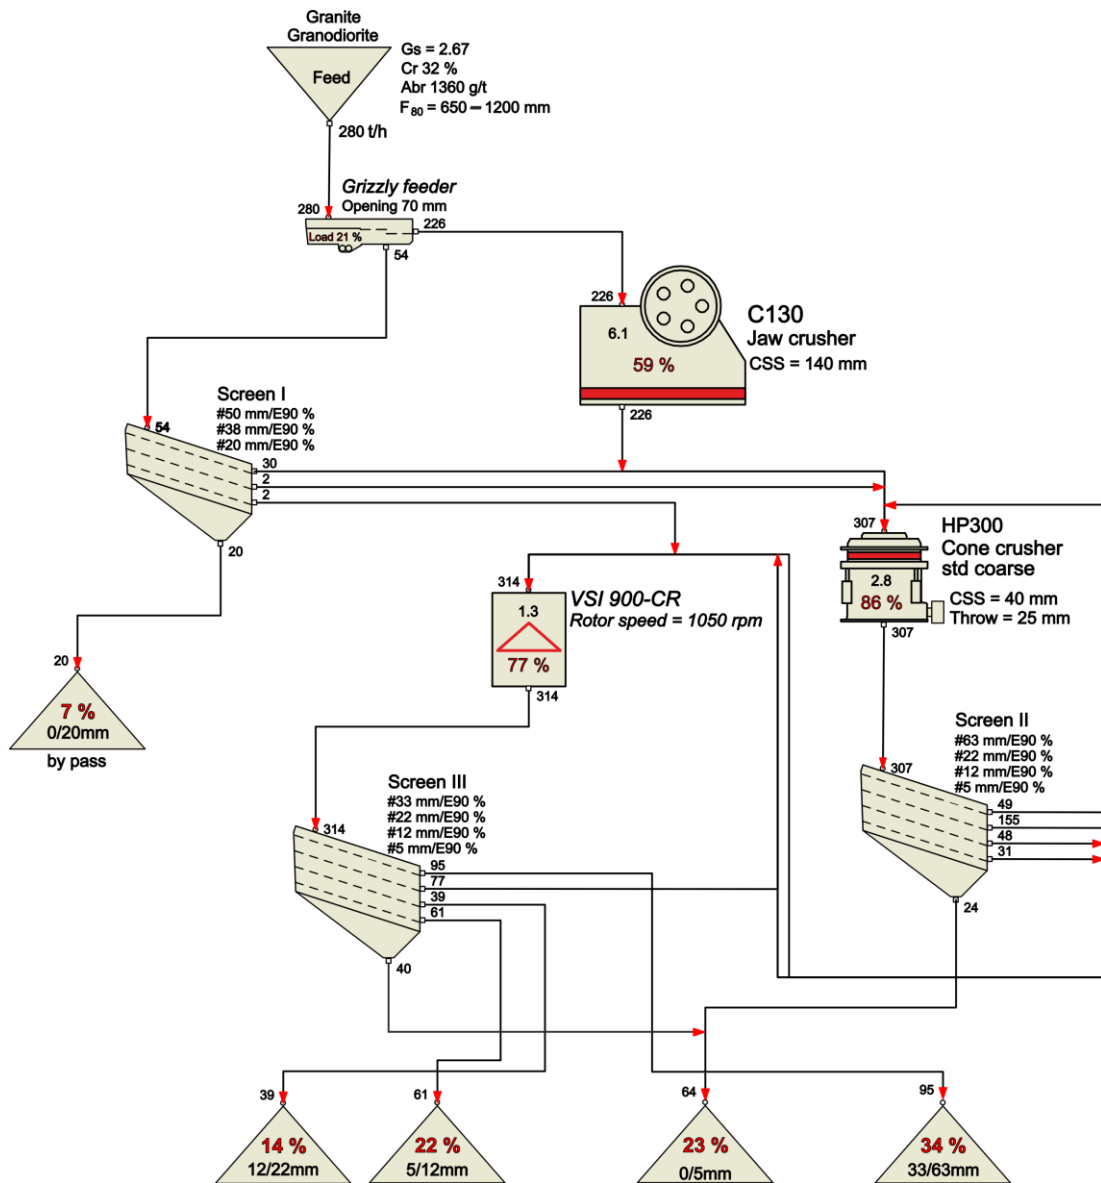 Granite
Granodiorite
Feed
Gs = 2.67
Cr 32 %
Abr 1360 g/t
F80 = 650 – 1200 mm
280 t/h
Grizzly feeder
Opening 70 mm
280
226
Load 21 %
54
226
6.1
59 %
C130
Jaw crusher
CSS = 140 mm
226
Screen I
#50 mm/E90 %
#38 mm/E90 %
#20 mm/E90 %
54
30
2
2
20
307
HP300
Cone crusher
std coarse
2.8
86 %
CSS = 40 mm
Throw = 25 mm
307
314
VSI 900-CR
Rotor speed = 1050 rpm
1.3
77 %
314
20
7 %
0/20mm
by pass
Screen II
#63 mm/E90 %
#22 mm/E90 %
#12 mm/E90 %
#5 mm/E90 %
307
49
155
48
31
24
Screen III
#33 mm/E90 %
#22 mm/E90 %
#12 mm/E90 %
#5 mm/E90 %
314
95
77
39
61
40
39
14 %
12/22mm
61
22 %
5/12mm
64
23 %
0/5mm
95
34 %
33/63mm